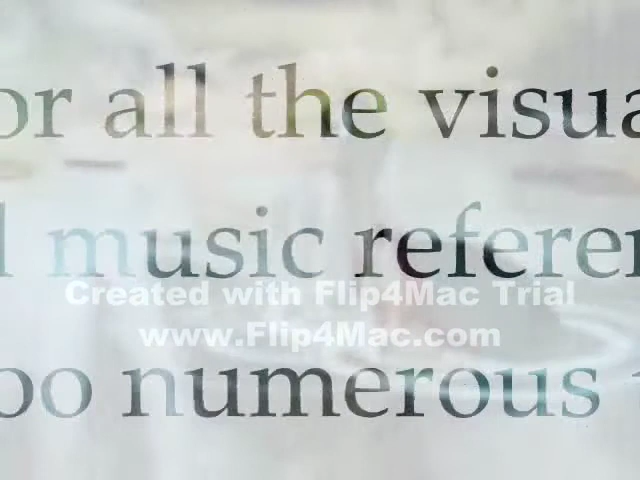 or all the visua
l music referen
Created with Flip4Mac Trial
www.Flip4Mac.com
oo numerous